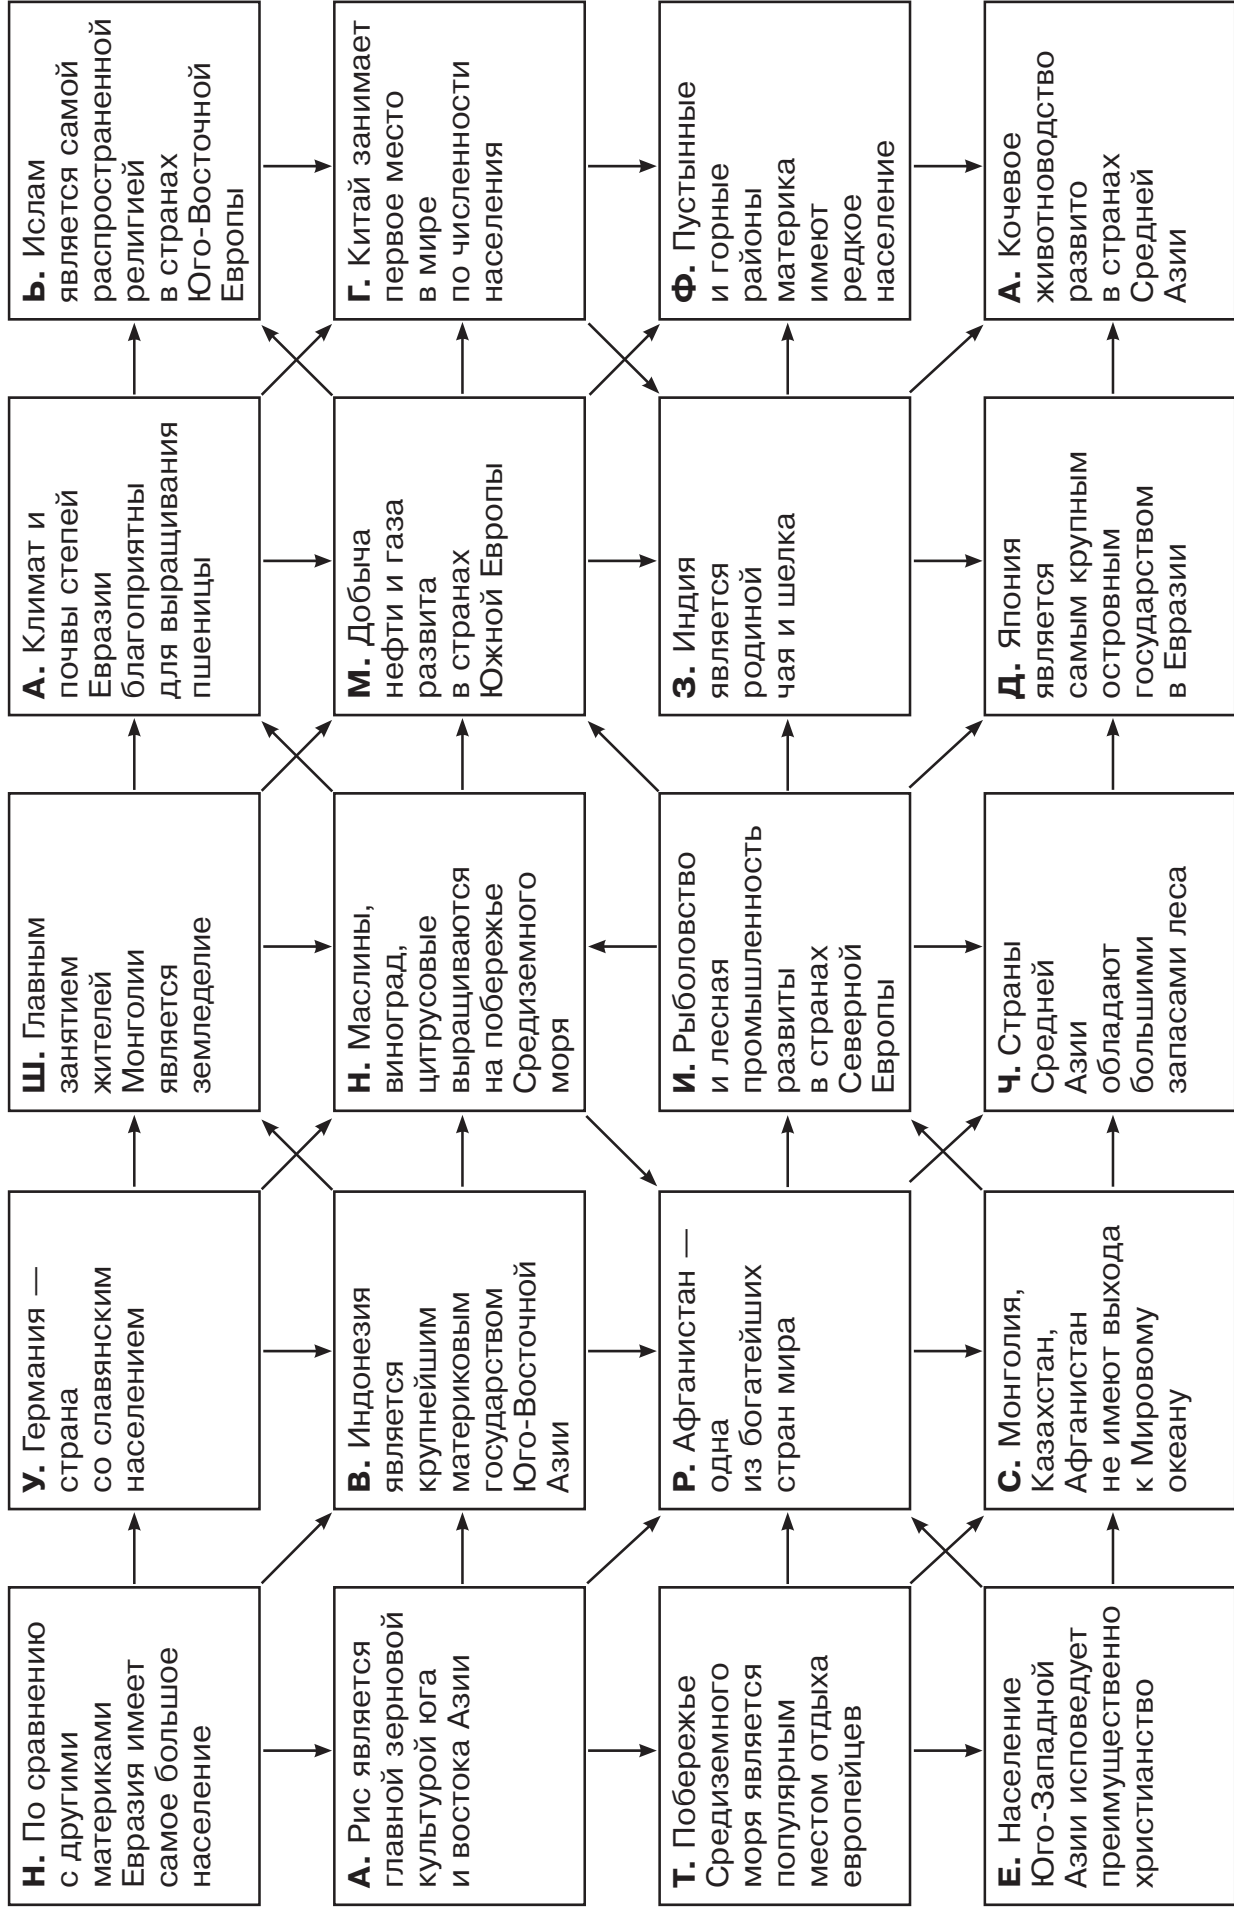 Н. По сравнению
с другими
материками
Евразия имеет
самое большое
население
У. Германия —
страна
со славянским
населением
Ш. Главным
занятием
жителей
Монголии
является
земледелие
А. Климат и
почвы степей
Евразии
благоприятны
для выращивания
пшеницы
Ь. Ислам
является самой
распространенной
религией
в странах
Юго-Восточной
Европы
А. Рис является
главной зерновой
культурой юга
и востока Азии
В. Индонезия
является
крупнейшим
материковым
государством
Юго-Восточной
Азии
Н. Маслины,
виноград,
цитрусовые
выращиваются
на побережье
Средиземного
моря
М. Добыча
нефти и газа
развита
в странах
Южной Европы
Г. Китай занимает
первое место
в мире
по численности
населения
Т. Побережье
Средиземного
моря является
популярным
местом отдыха
европейцев
Р. Афганистан —
одна
из богатейших
стран мира
И. Рыболовство
и лесная
промышленность
развиты
в странах
Северной
Европы
З. Индия
является
родиной
чая и шелка
Ф. Пустынные
и горные
районы
материка
имеют
редкое
население
Е. Население
Юго-Западной
Азии исповедует
преимущественно
христианство
С. Монголия,
Казахстан,
Афганистан
не имеют выхода
к Мировому
океану
Ч. Страны
Средней
Азии
обладают
большими
запасами леса
Д. Япония
является
самым крупным
островным
государством
в Евразии
А. Кочевое
животноводство
развито
в странах
Средней
Азии